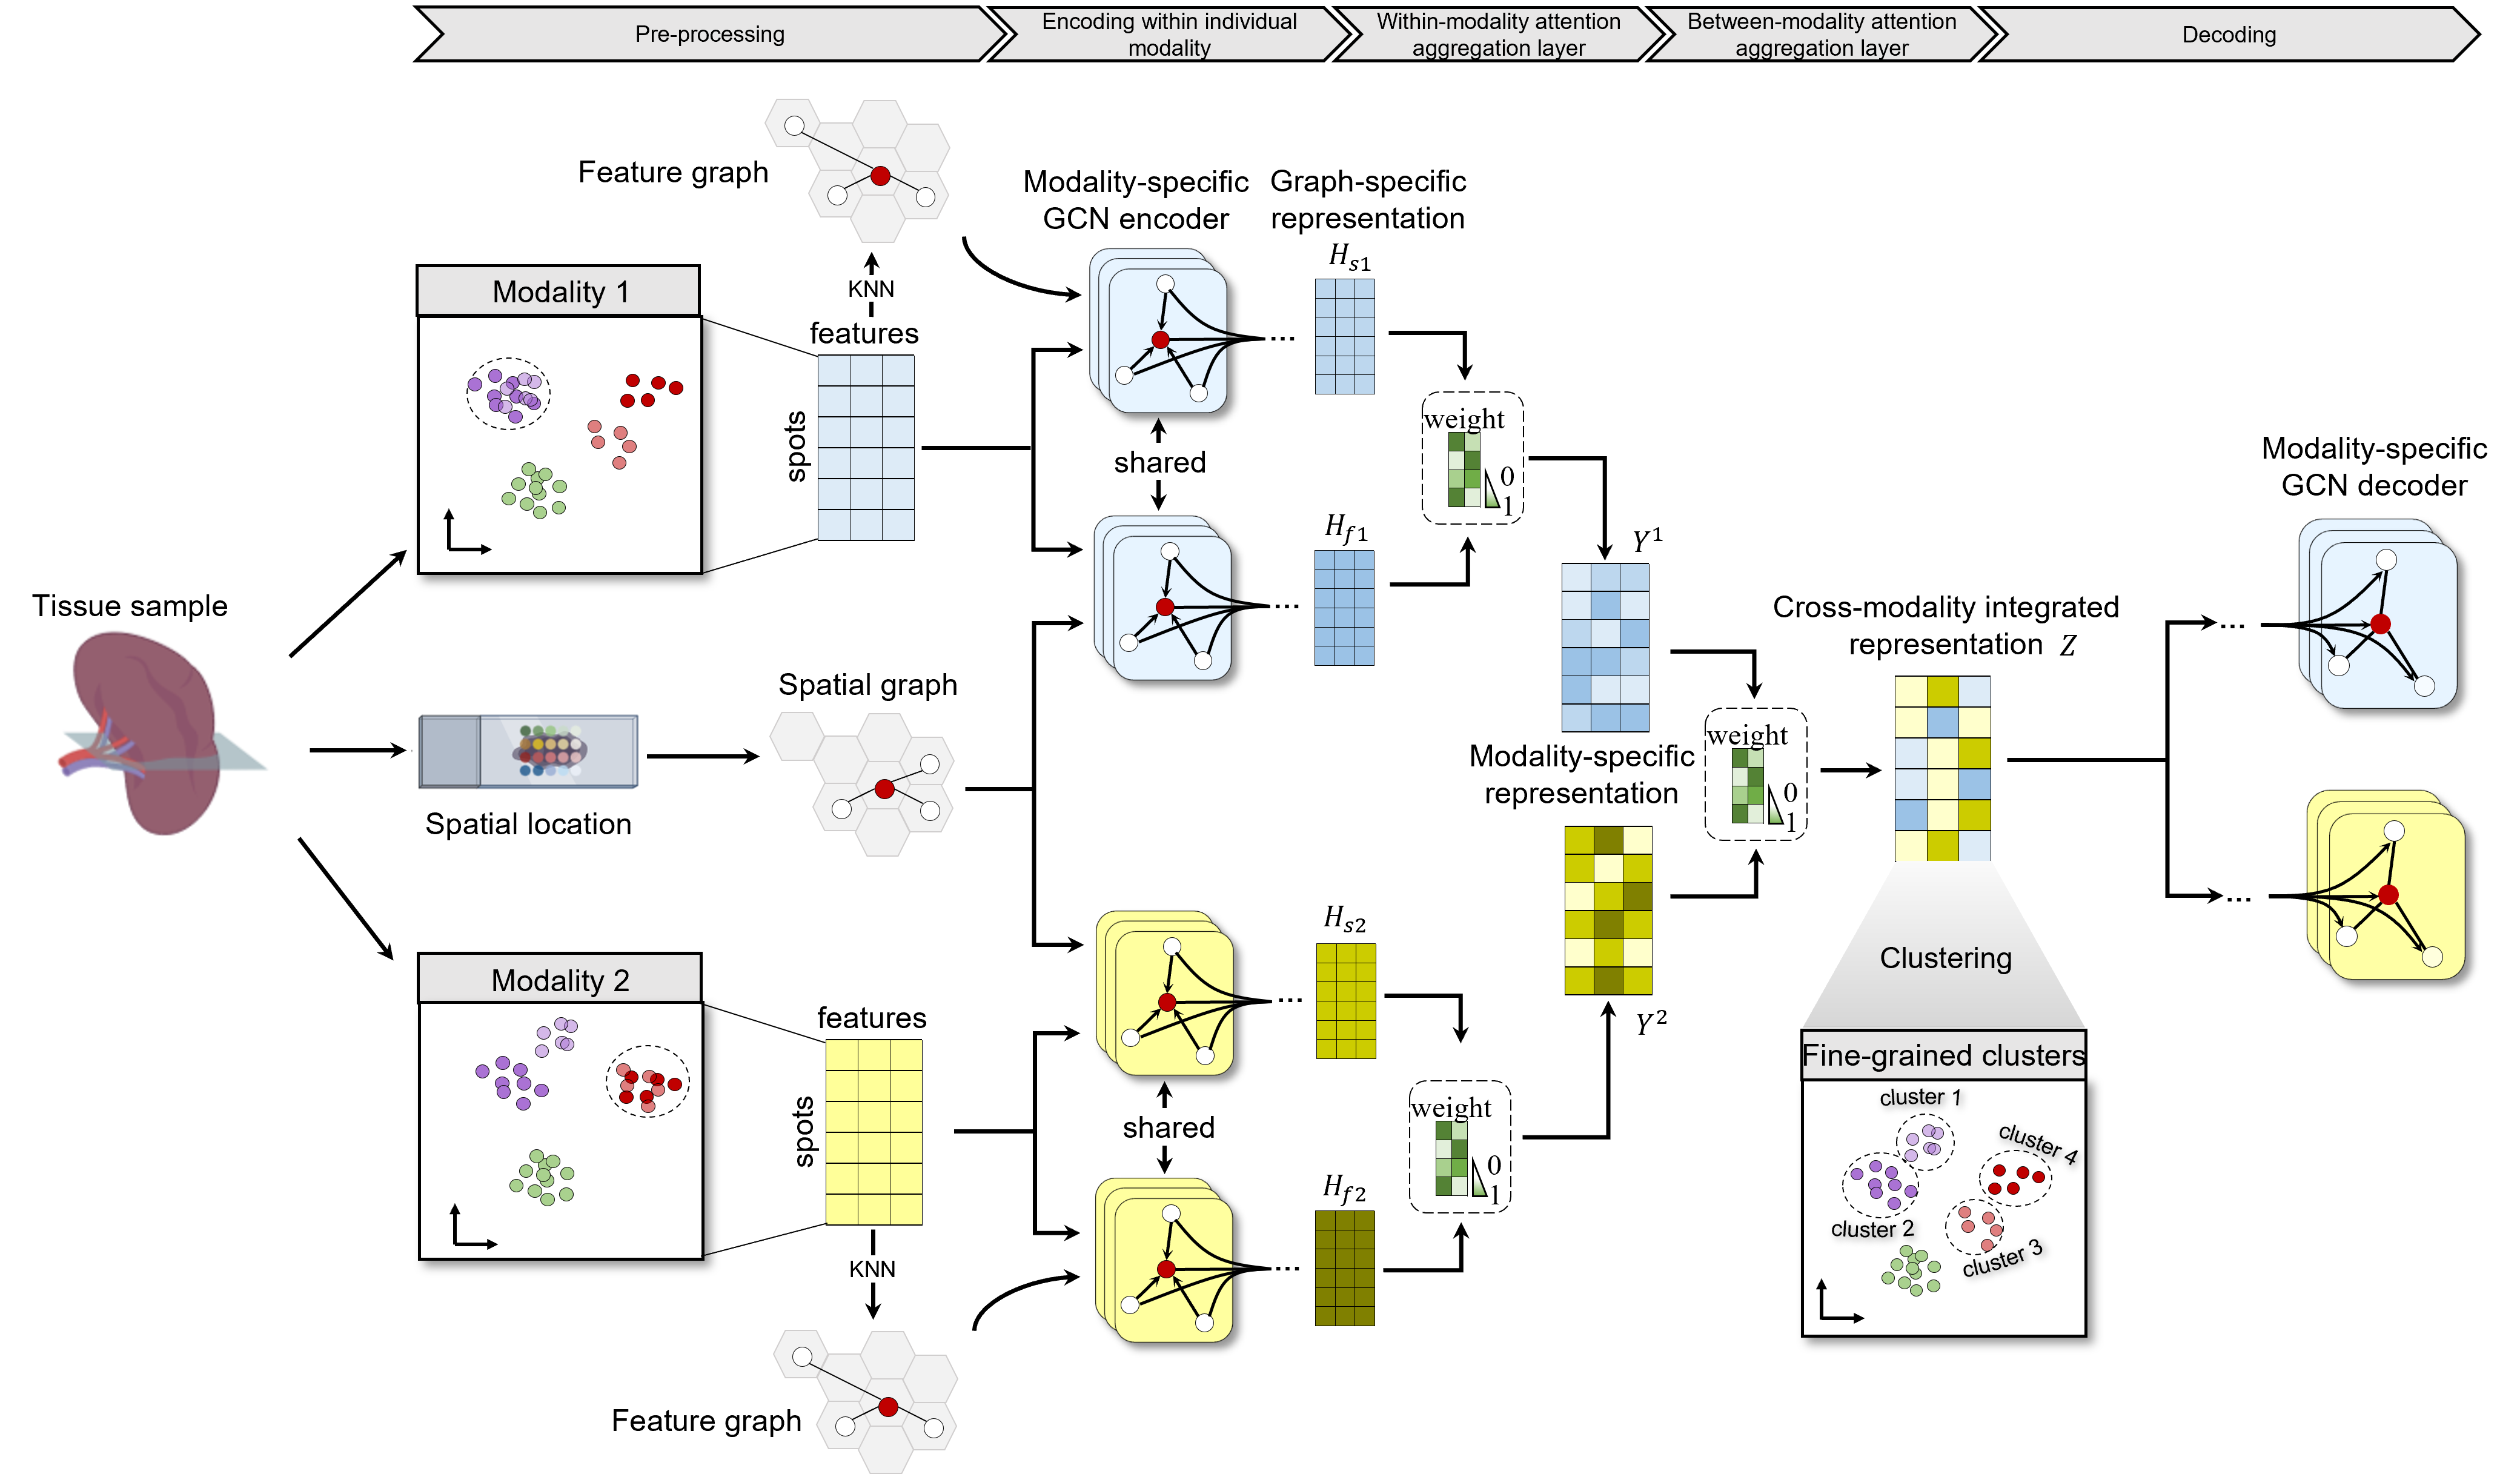 Pre-processing
Encoding within individual
modality
Within-modality attention
aggregation layer
Between-modality attention
aggregation layer
Decoding
Feature graph
KNN
features
spots
Modality 1
Modality-specific
GCN encoder
Graph-specific
representation
H_{s1}
shared
H_{f1}
weight
0
1
Y^1
Tissue sample
Spatial location
Spatial graph
Modality-specific
representation
weight
0
1
Cross-modality integrated
representation Z
Modality-specific
GCN decoder
Modality 2
features
spots
KNN
Feature graph
H_{s2}
shared
H_{f2}
weight
0
1
Y^2
Clustering
Fine-grained clusters
cluster 1
cluster 4
cluster 2
cluster 3